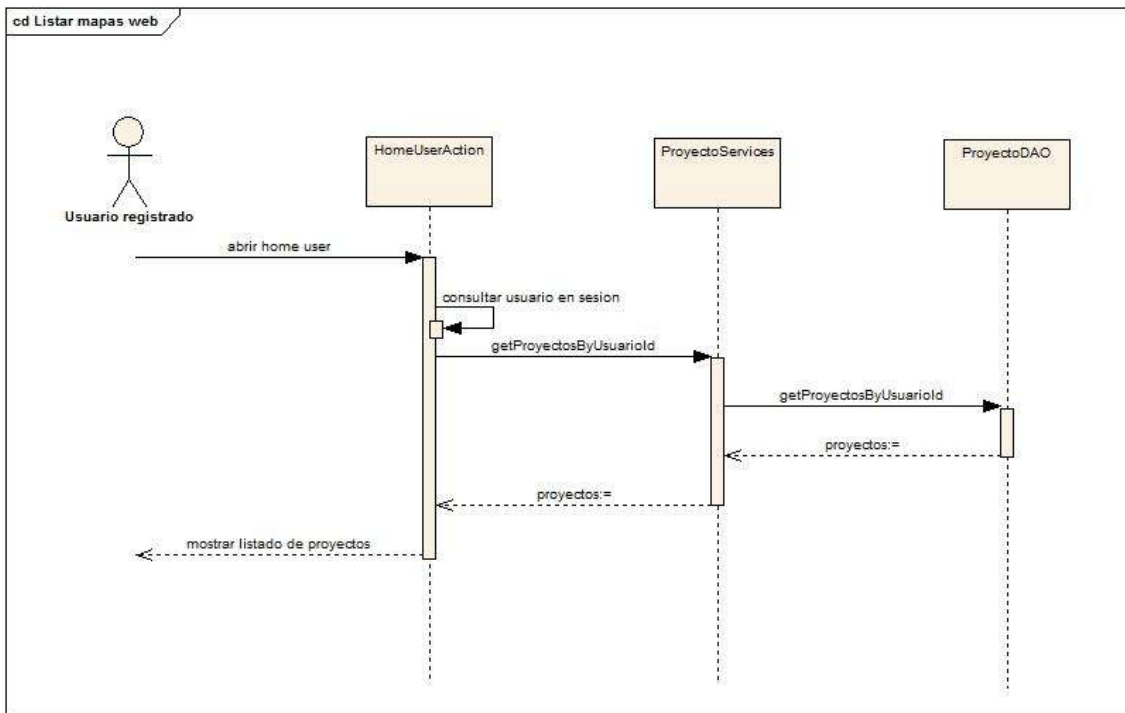 cd Listar mapas web
HomeUserAction
ProyectoServices
ProyectoDAO
Usuario registrado
abrir home user
consultar usuario en sesion
getProyectosByUsuarioId
getProyectosByUsuarioId
proyectos:=
proyectos:=
mostrar listado de proyectos